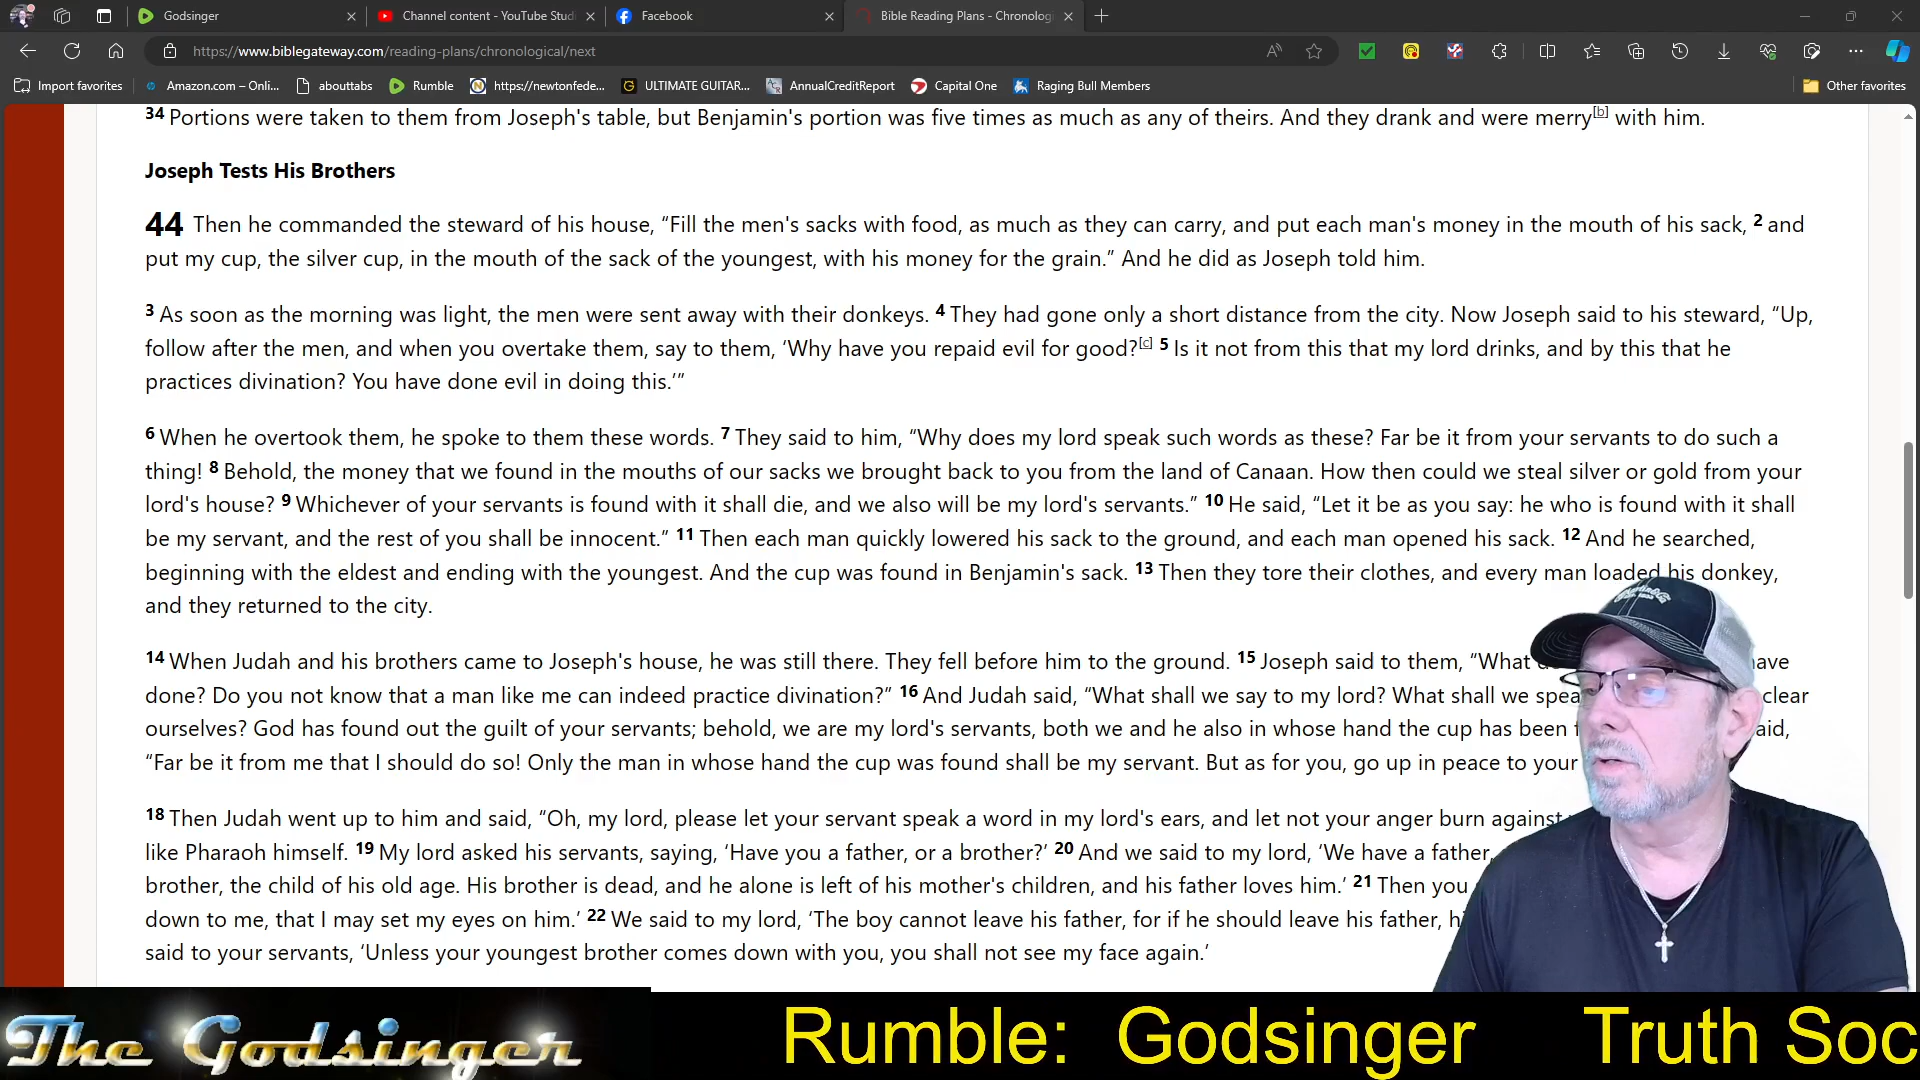 Godsinger
Channel content - YouTube Stud
Facebook
Bible Reading Plans - Chronolog
https://www.biblegateway.com/reading-plans/chronological/next
Import favorites
Amazon.com – Onli...
abouttabs
Rumble
https://newtonfede...
ULTIMATE GUITAR...
AnnualCreditReport
Capital One
Raging Bull Members
Other favorites
34 Portions were taken to them from Joseph's table, but Benjamin's portion was five times as much as any of theirs. And they drank and were merry[b] with him.
Joseph Tests His Brothers
44 Then he commanded the steward of his house, “Fill the men's sacks with food, as much as they can carry, and put each man's money in the mouth of his sack, 2 and
put my cup, the silver cup, in the mouth of the sack of the youngest, with his money for the grain.” And he did as Joseph told him.
3 As soon as the morning was light, the men were sent away with their donkeys. 4 They had gone only a short distance from the city. Now Joseph said to his steward, “Up,
follow after the men, and when you overtake them, say to them, ‘Why have you repaid evil for good?[c] 5 Is it not from this that my lord drinks, and by this that he
practices divination? You have done evil in doing this.’”
6 When he overtook them, he spoke to them these words. 7 They said to him, “Why does my lord speak such words as these? Far be it from your servants to do such a
thing! 8 Behold, the money that we found in the mouths of our sacks we brought back to you from the land of Canaan. How then could we steal silver or gold from your
lord's house? 9 Whichever of your servants is found with it shall die, and we also will be my lord's servants.” 10 He said, “Let it be as you say: he who is found with it shall
be my servant, and the rest of you shall be innocent.” 11 Then each man quickly lowered his sack to the ground, and each man opened his sack. 12 And he searched,
beginning with the eldest and ending with the youngest. And the cup was found in Benjamin's sack. 13 Then they tore their clothes, and every man loaded his donkey,
and they returned to the city.
14 When Judah and his brothers came to Joseph's house, he was still there. They fell before him to the ground. 15 Joseph said to them, “What have
done? Do you not know that a man like me can indeed practice divination?” 16 And Judah said, “What shall we say to my lord? What shall we clear
ourselves? God has found out the guilt of your servants; behold, we are my lord's servants, both we and he also in whose hand the cup has been
“Far be it from me that I should do so! Only the man in whose hand the cup was found shall be my servant. But as for you, go up in peace to your
18 Then Judah went up to him and said, “Oh, my lord, please let your servant speak a word in my lord's ears, and let not your anger burn against
like Pharaoh himself. 19 My lord asked his servants, saying, ‘Have you a father, or a brother?’ 20 And we said to my lord, ‘We have a father,
brother, the child of his old age. His brother is dead, and he alone is left of his mother's children, and his father loves him.’ 21 Then you
down to me, that I may set my eyes on him.’ 22 We said to my lord, ‘The boy cannot leave his father, for if he should leave his father,
said to your servants, ‘Unless your youngest brother comes down with you, you shall not see my face again.’
The Godsinger
Rumble: Godsinger Truth Soc